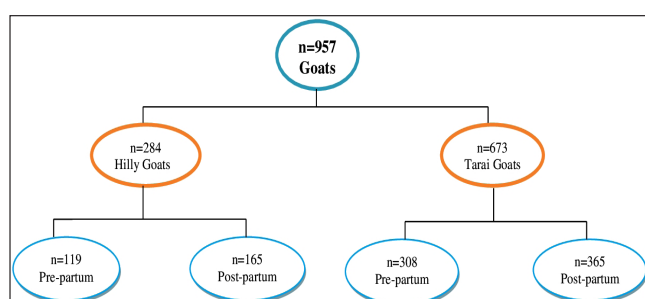 n=957
Goats
n=284
Hilly Goats
n=673
Tarai Goats
n=119
Pre-partum
n=165
Post-partum
n=308
Pre-partum
n=365
Post-partum